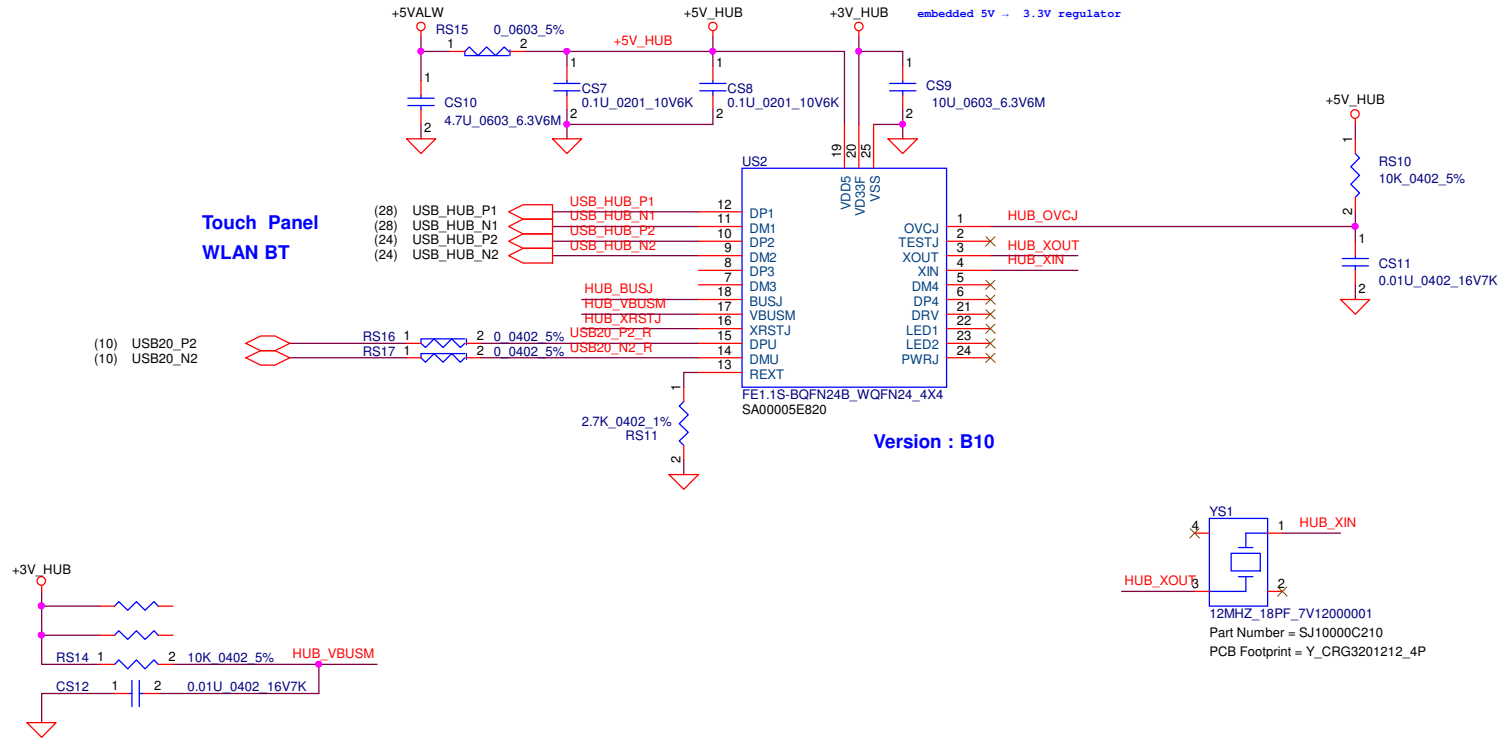 +5VALW
+5V_HUB
+3V_HUB
embedded 5V → 3.3V regulator
RS15
0_0603_5%
1
2
+5V_HUB
1
CS10
4.7U_0603_6.3V6M
2
1
CS7
0.1U_0201_10V6K
2
1
CS8
0.1U_0201_10V6K
2
1
CS9
10U_0603_6.3V6M
2
+5V_HUB
1
RS10
10K_0402_5%
2
1
CS11
0.01U_0402_16V7K
2
US2
19
20
25
VDD5
VD33F
VSS
Touch Panel
WLAN BT
(28) USB_HUB_P1
(28) USB_HUB_N1
(24) USB_HUB_P2
(24) USB_HUB_N2
USB_HUB_P1 12 DP1
USB_HUB_N1 11 DM1
USB_HUB_P2 10 DP2
USB_HUB_N2 9 DM2
8 DP3
7 DM3
HUB_BUSJ 18 BUSJ
HUB_VBUSM 17 VBUSM
HUB_XRSTJ 16 XRSTJ
(10) USB20_P2 RS16 1 2 0_0402_5% USB20_P2_R 15 DPU
(10) USB20_N2 RS17 1 2 0_0402_5% USB20_N2_R 14 DMU
13 REXT
OVCJ 1 HUB_OVCJ
TESTJ 2
XOUT 3 HUB_XOUT
XIN 4 HUB_XIN
DM4 5
DP4 6
DRV 21
LED1 22
LED2 23
PWRJ 24
FE1.1S-BQFN24B_WQFN24_4X4
SA00005E820
1
2.7K_0402_1%
RS11
2
Version : B10
+3V_HUB
RS14 1 2 10K_0402_5% HUB_VBUSM
CS12 1 2 0.01U_0402_16V7K
YS1
4
1 HUB_XIN
HUB_XOUT 3
2
12MHZ_18PF_7V12000001
Part Number = SJ10000C210
PCB Footprint = Y_CRG3201212_4P